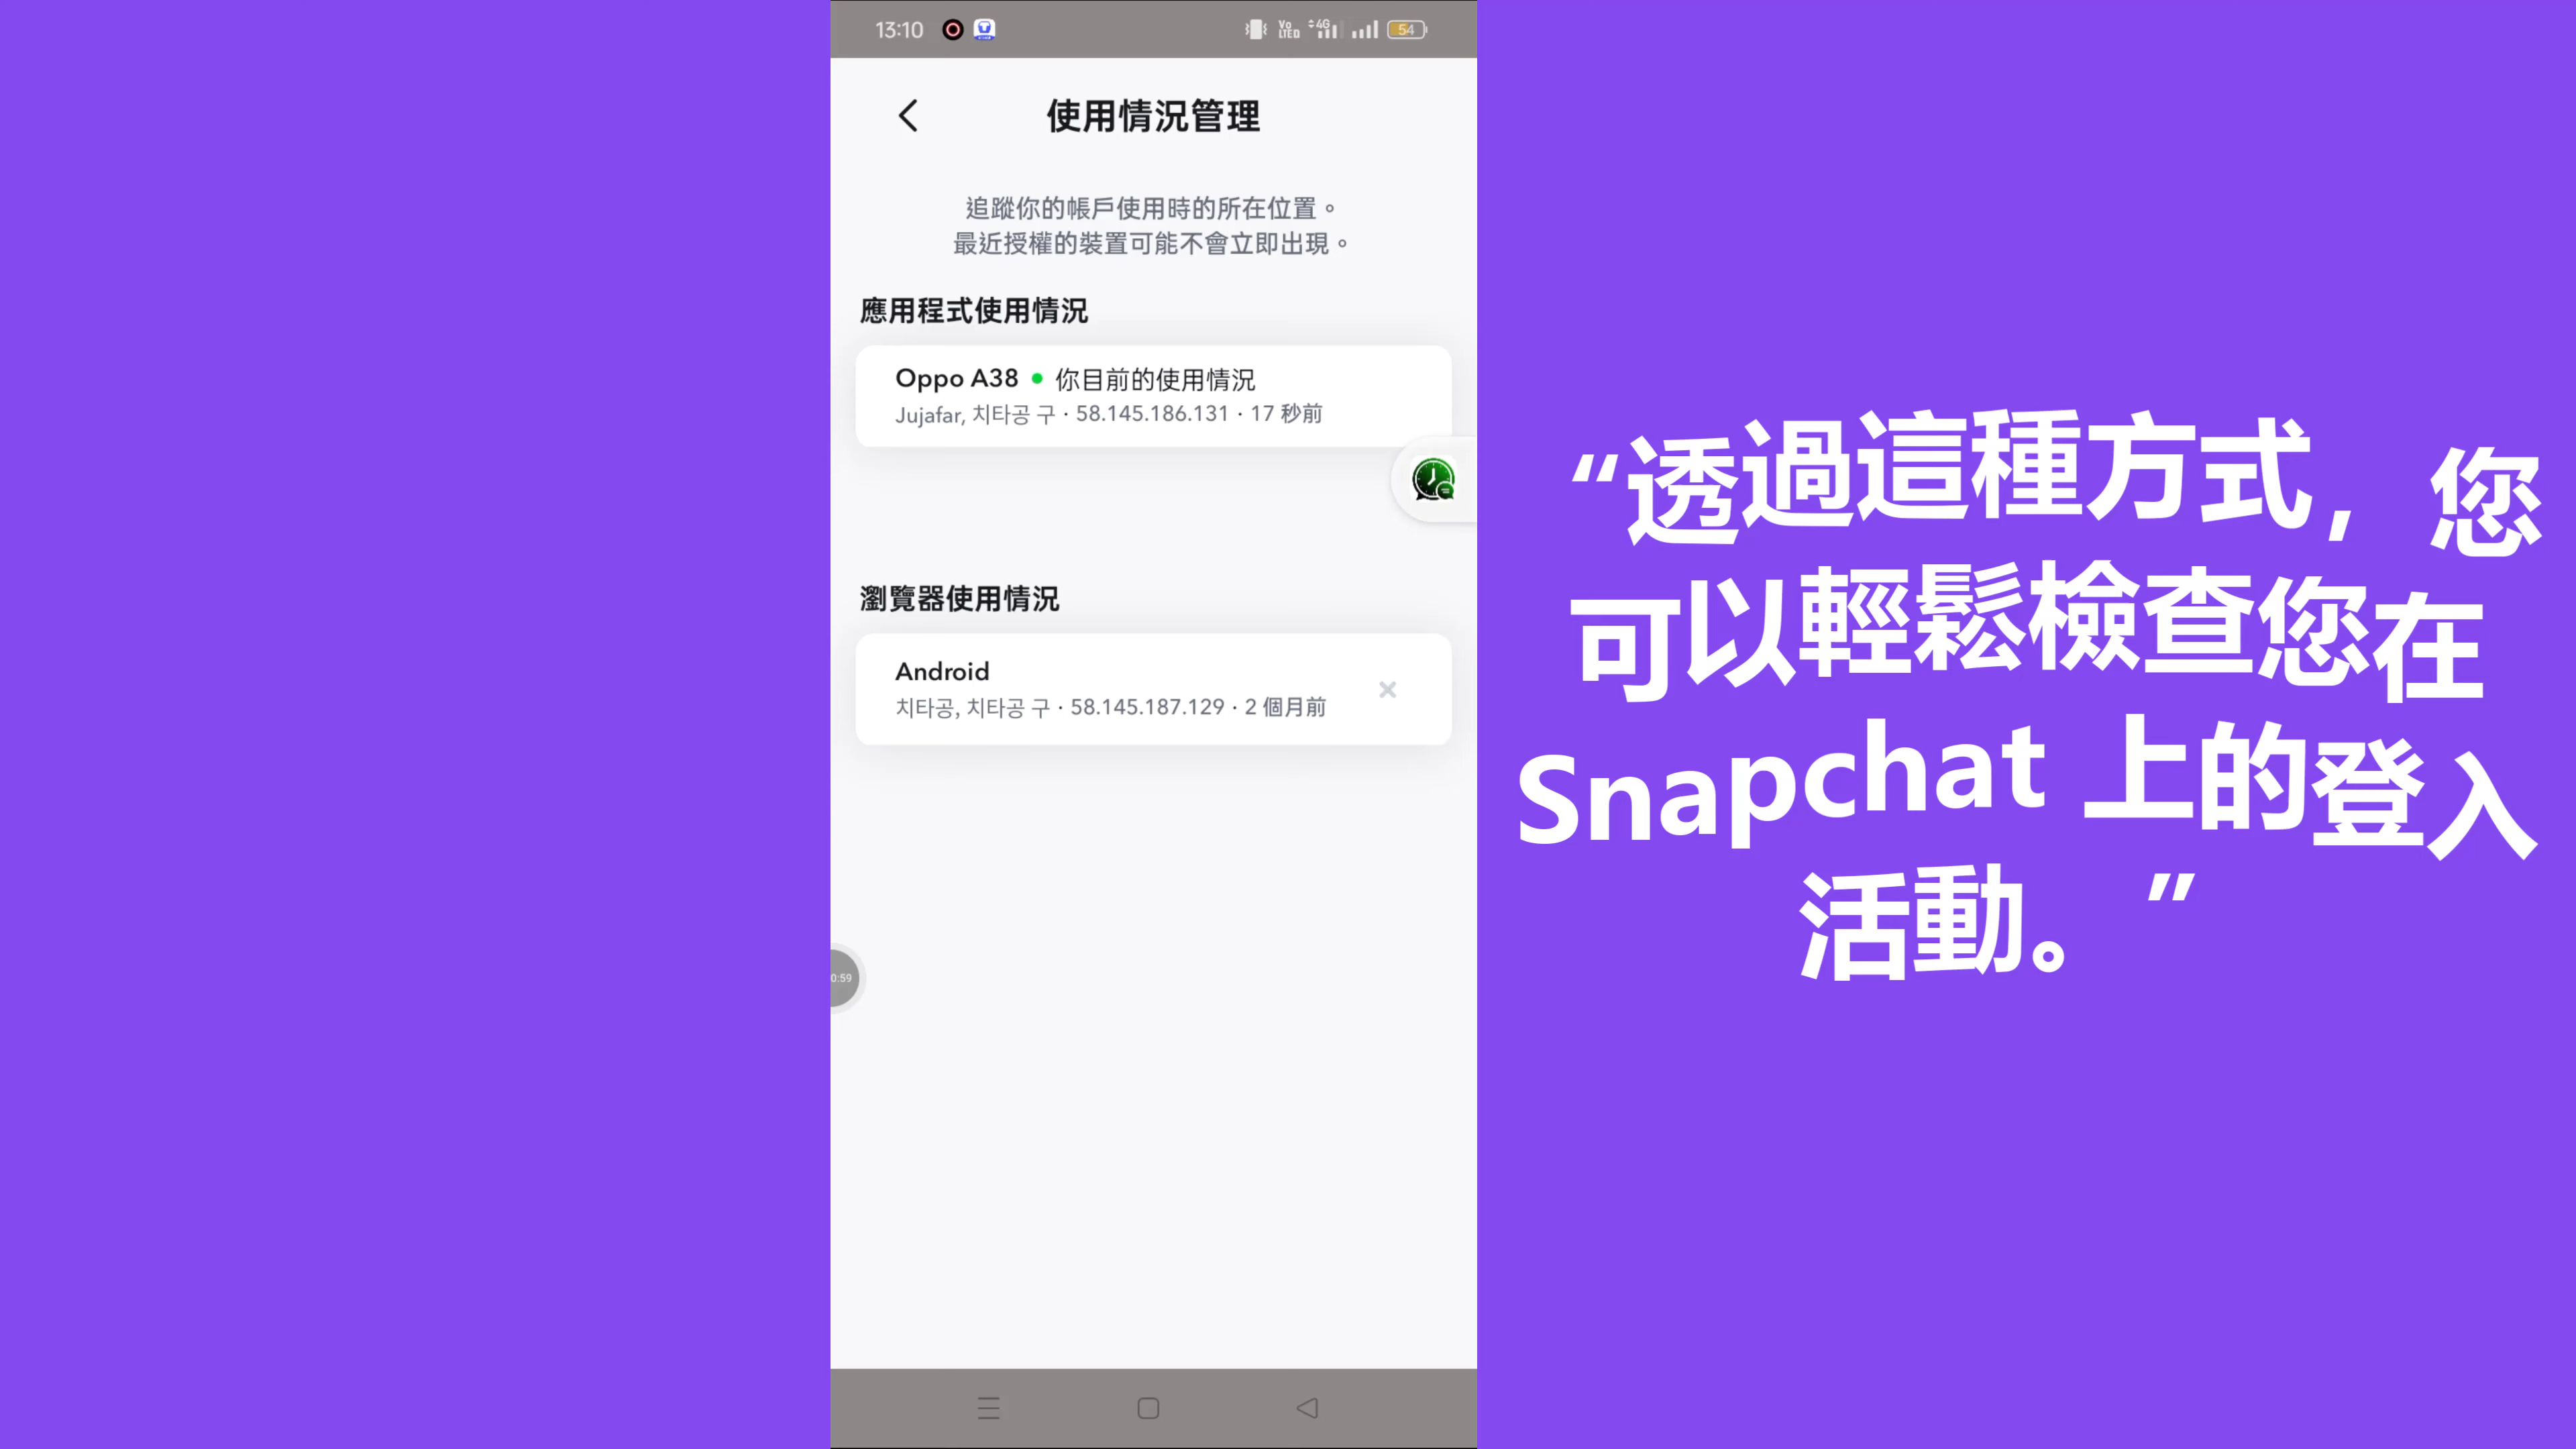 13:10
Vo LTED 4G 54
使用情況管理
追蹤你的帳戶使用時的所在位置。
最近授權的裝置可能不會立即出現。
應用程式使用情況
Oppo A38 • 你目前的使用情況
Jujafar, 치타공 구 · 58.145.186.131 · 17 秒前
瀏覽器使用情況
Android
치타공, 치타공 구 · 58.145.187.129 · 2 個月前
0:59
“透過這種方式，您
可以輕鬆檢查您在
Snapchat 上的登入
活動。”